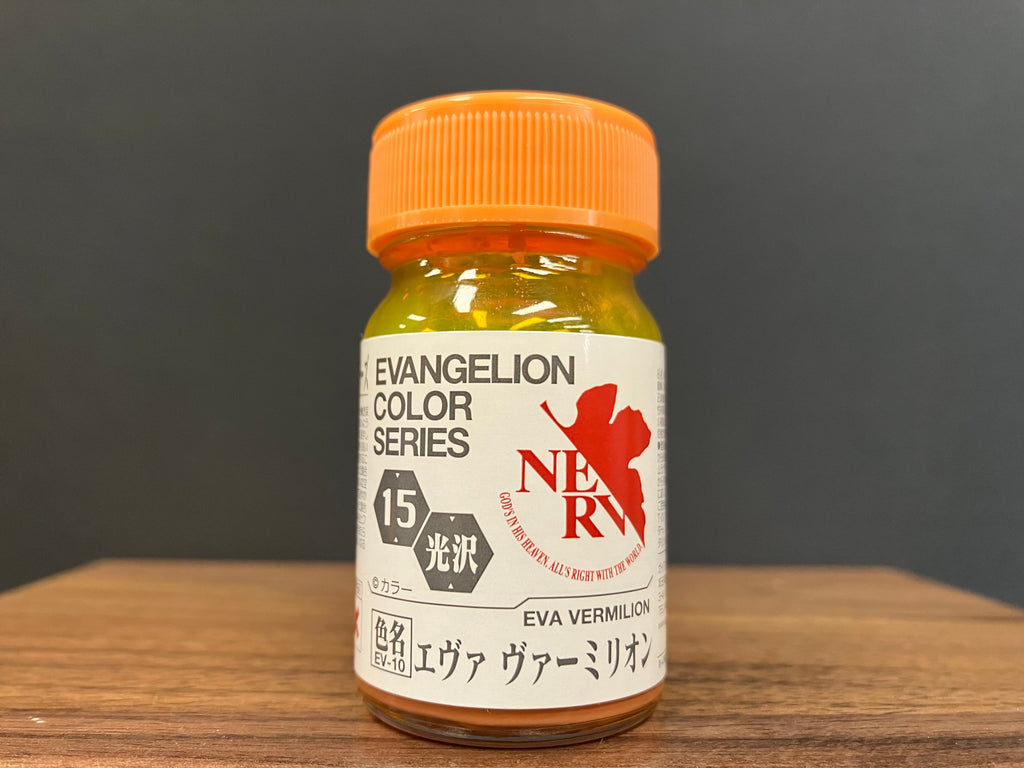 EVANGELION
COLOR
SERIES
15
光沢
NERV
GOD'S IN HIS HEAVEN. ALL'S RIGHT WITH THE WORLD.
©カラー
EVA VERMILION
色名
EV-10
エヴァ ヴァーミリオン